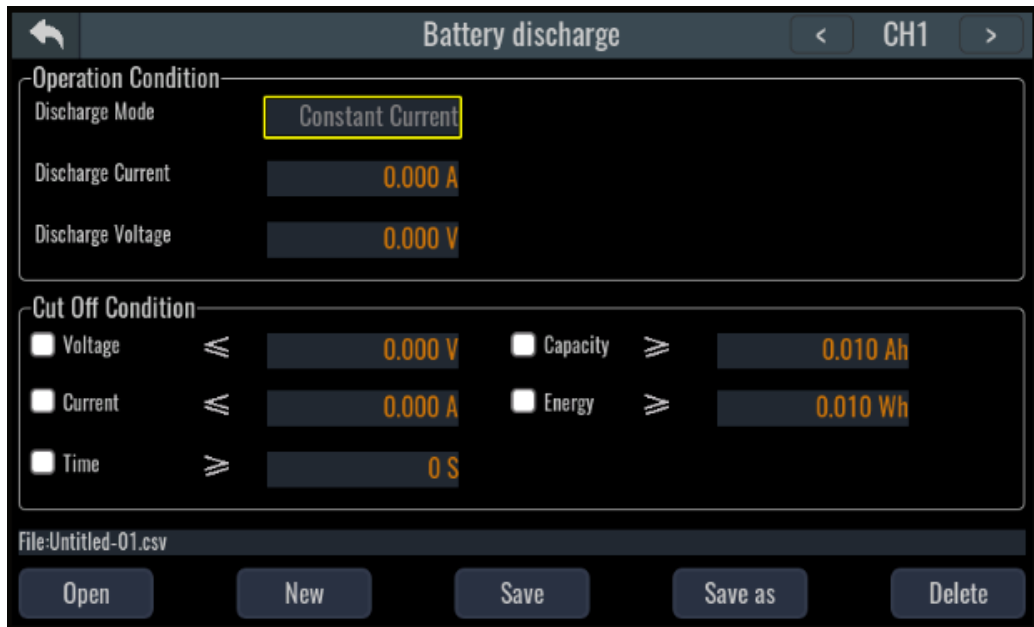 Battery discharge < CH1 >
Operation Condition
Discharge Mode Constant Current
Discharge Current 0.000 A
Discharge Voltage 0.000 V
Cut Off Condition
Voltage ≤ 0.000 V Capacity ≥ 0.010 Ah
Current ≤ 0.000 A Energy ≥ 0.010 Wh
Time ≥ 0 S
File:Untitled-01.csv
Open New Save Save as Delete